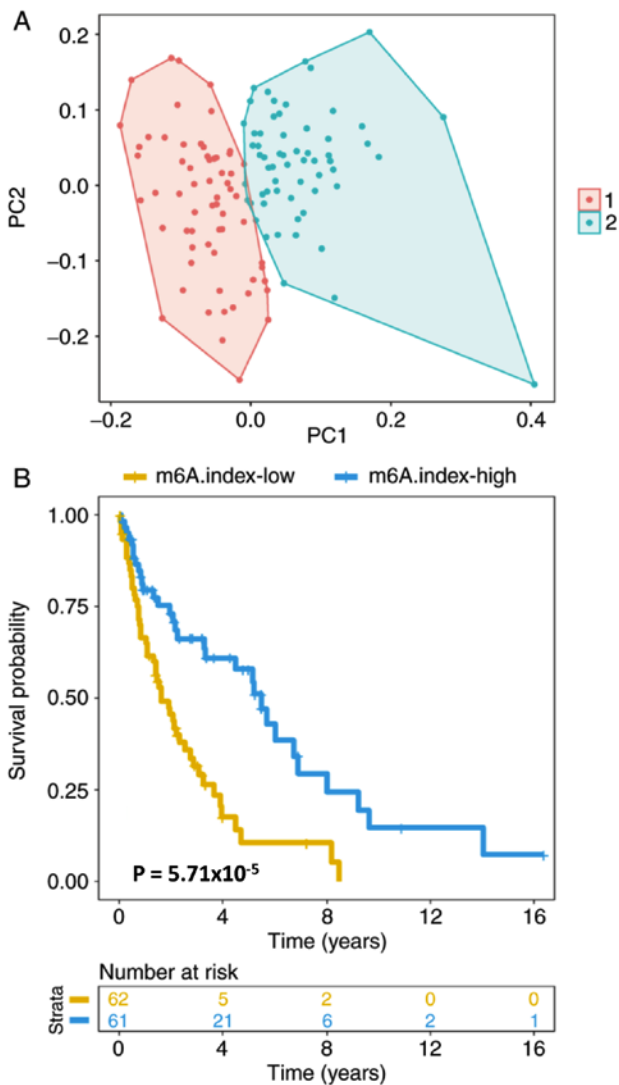 A
0.2
0.1
0.0
−0.1
−0.2
PC2
−0.2 0.0 0.2 0.4
PC1
1
2
B
m6A.index-low m6A.index-high
1.00
0.75
0.50
0.25
0.00
Survival probability
P = 5.71x10-5
0 4 8 12 16
Time (years)
Number at risk
Strata
62 5 2 0 0
61 21 6 2 1
0 4 8 12 16
Time (years)